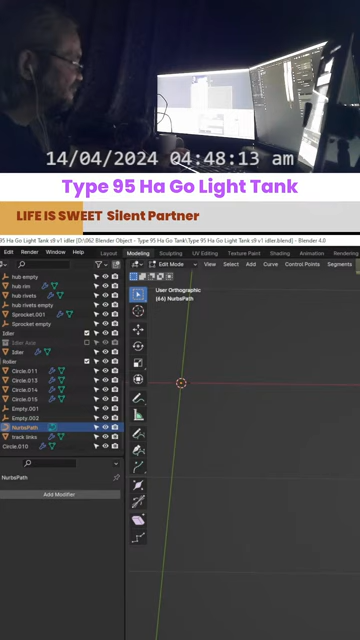 14/04/2024 04:48:13 am
Type 95 Ha Go Light Tank
LIFE IS SWEET Silent Partner
95 Ha Go Light Tank s9 v1 idler [D:\062 Blender Object - Type 95 Ha Go Tank\Type 95 Ha Go Light Tank s9 v1 idler.blend] - Blender 4.0
Edit Render Window Help Layout Modeling Sculpting UV Editing Texture Paint Shading Animation Rendering
Edit Mode View Select Add Curve Control Points Segments
hub empty
hub rim
hub rivets
hub rivets empty
Sprocket.001
Sprocket empty
Idler
Idler Axis
Idler
Roller
Circle.011
Circle.013
Circle.014
Circle.015
Empty.001
Empty.002
NurbsPath
track links
Circle.010
User Orthographic
(66) NurbsPath
NurbsPath
Add Modifier